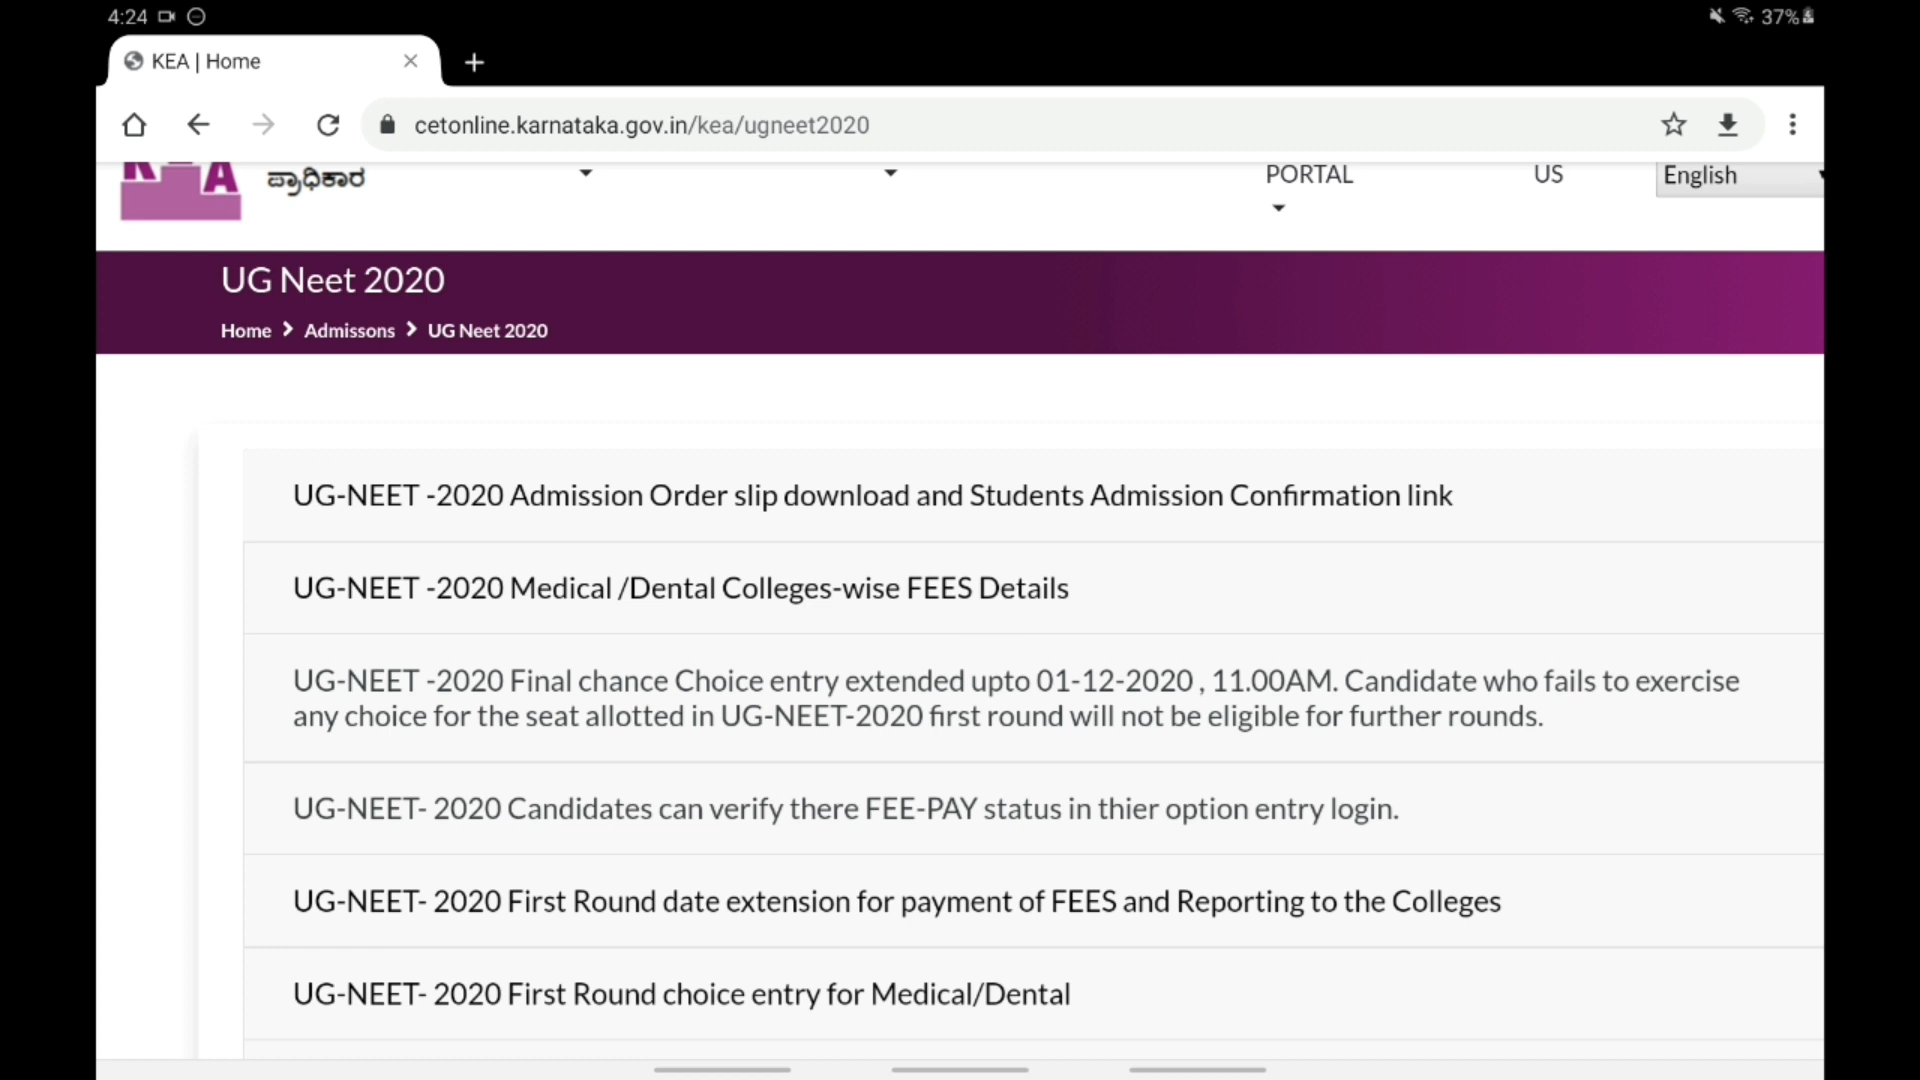 4:24
37%
KEA | Home
cetonline.karnataka.gov.in/kea/ugneet2020
ಪ್ರಾಧಿಕಾರ
PORTAL
US
English
UG Neet 2020
Home > Admissons > UG Neet 2020
UG-NEET -2020 Admission Order slip download and Students Admission Confirmation link
UG-NEET -2020 Medical /Dental Colleges-wise FEES Details
UG-NEET -2020 Final chance Choice entry extended upto 01-12-2020 , 11.00AM. Candidate who fails to exercise
any choice for the seat allotted in UG-NEET-2020 first round will not be eligible for further rounds.
UG-NEET- 2020 Candidates can verify there FEE-PAY status in thier option entry login.
UG-NEET- 2020 First Round date extension for payment of FEES and Reporting to the Colleges
UG-NEET- 2020 First Round choice entry for Medical/Dental